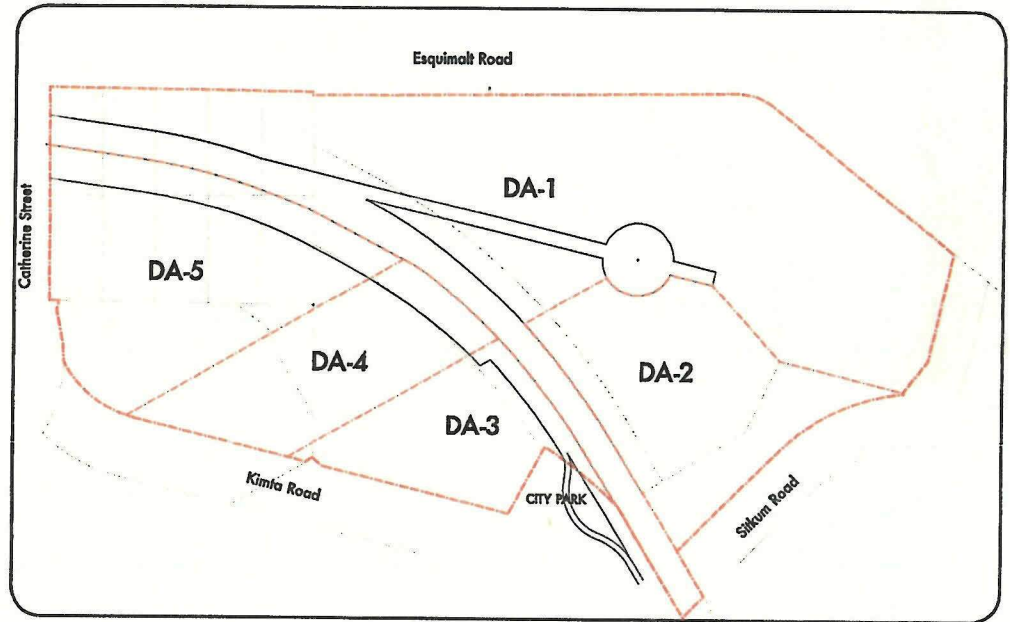 Esquimalt Road
Catherine Street
DA-1
DA-5
DA-4
DA-2
DA-3
Kimta Road
CITY PARK
Sitkum Road